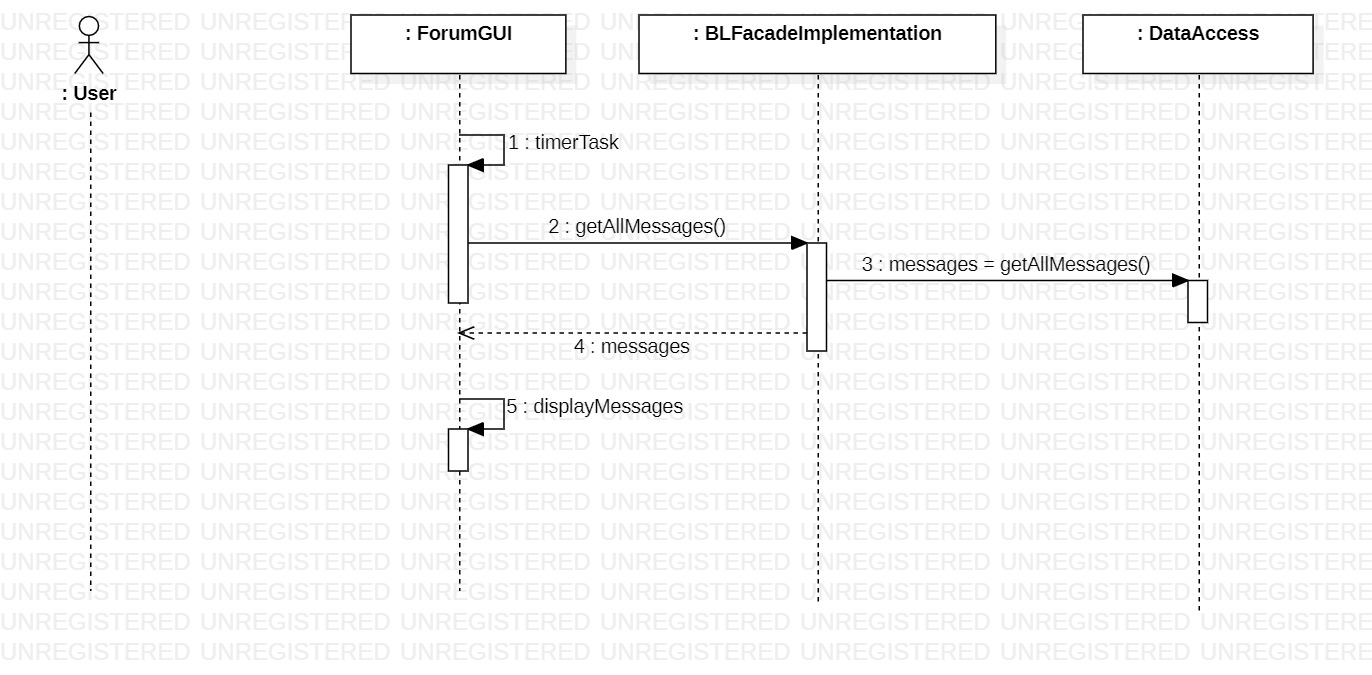 : User
: ForumGUI
: BLFacadeImplementation
: DataAccess
1 : timerTask
2 : getAllMessages()
3 : messages = getAllMessages()
4 : messages
5 : displayMessages
UNREGISTERED UNREGISTERED UNREGISTERED UNREGISTERED UNREGISTERED UNREGISTERED UNREGISTERED